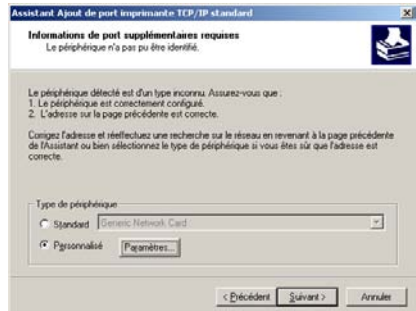 Assistant Ajout de port imprimante TCP/IP standard
Informations de port supplémentaires requises
Le périphérique n'a pas pu être identifié.
Le périphérique détecté est d'un type inconnu. Assurez-vous que :
1. Le périphérique est correctement configuré.
2. L'adresse sur la page précédente est correcte.
Corrigez l'adresse et réeffectuez une recherche sur le réseau en revenant à la page précédente
de l'Assistant ou bien sélectionnez le type de périphérique si vous êtes sûr que l'adresse est
correcte.
Type de périphérique
Standard Generic Network Card
Personnalisé Paramètres...
< Précédent Suivant > Annuler